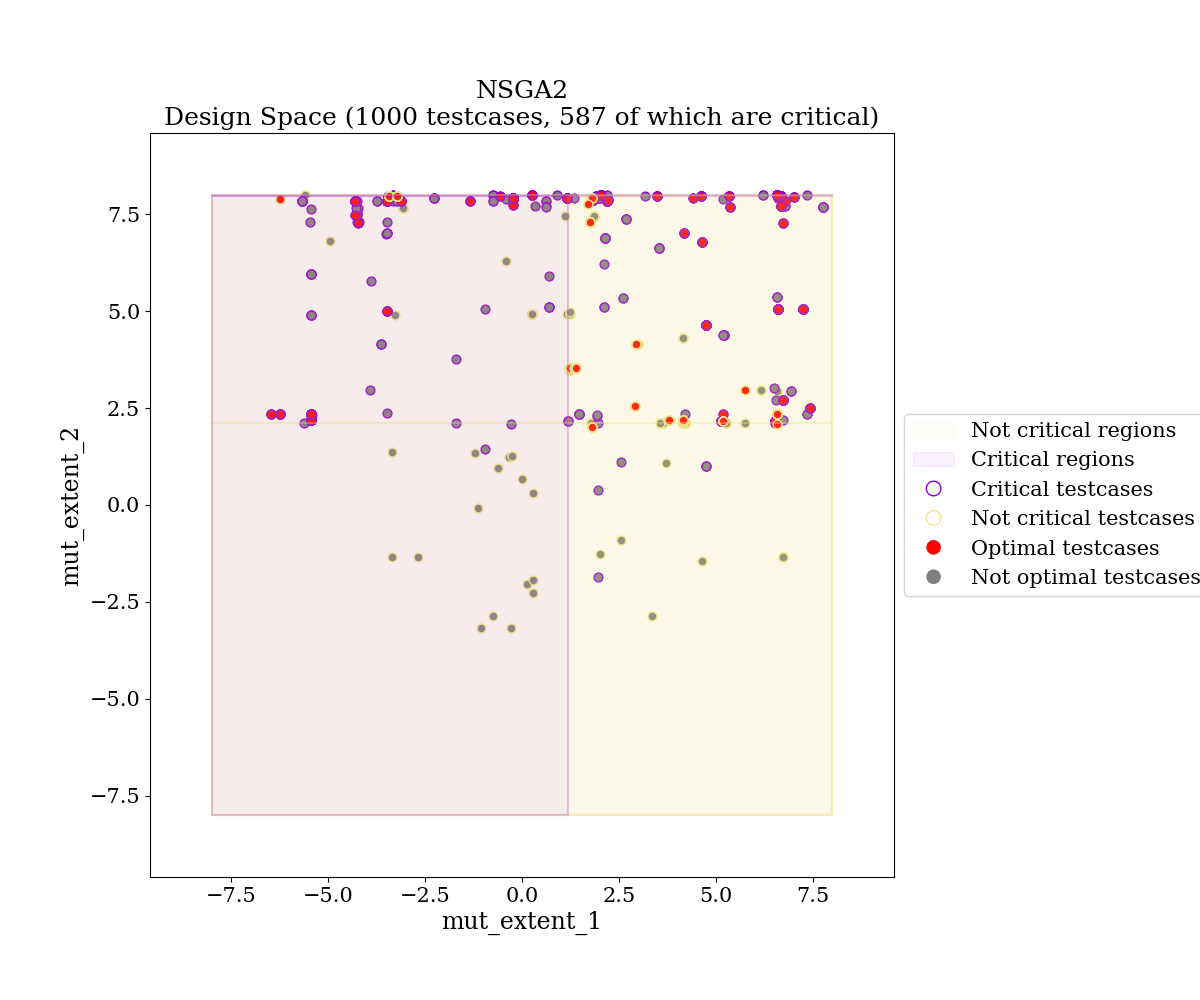 NSGA2
Design Space (1000 testcases, 587 of which are critical)
7.5
5.0
2.5
0.0
−2.5
−5.0
−7.5
mut_extent_2
−7.5
−5.0
−2.5
0.0
2.5
5.0
7.5
mut_extent_1
Not critical regions
Critical regions
Critical testcases
Not critical testcases
Optimal testcases
Not optimal testcases